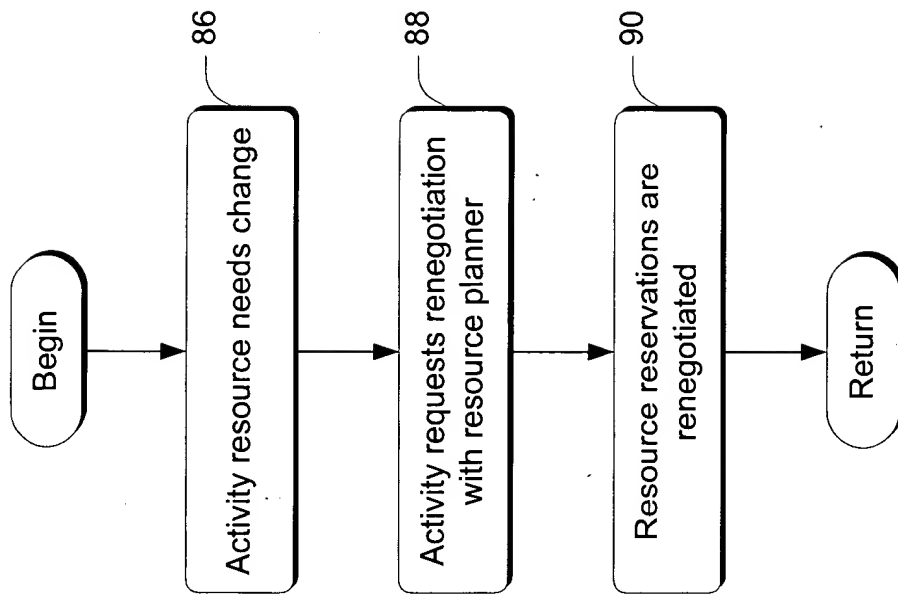 Begin
86
Activity resource needs change
88
Activity requests renegotiation
with resource planner
90
Resource reservations are
renegotiated
Return